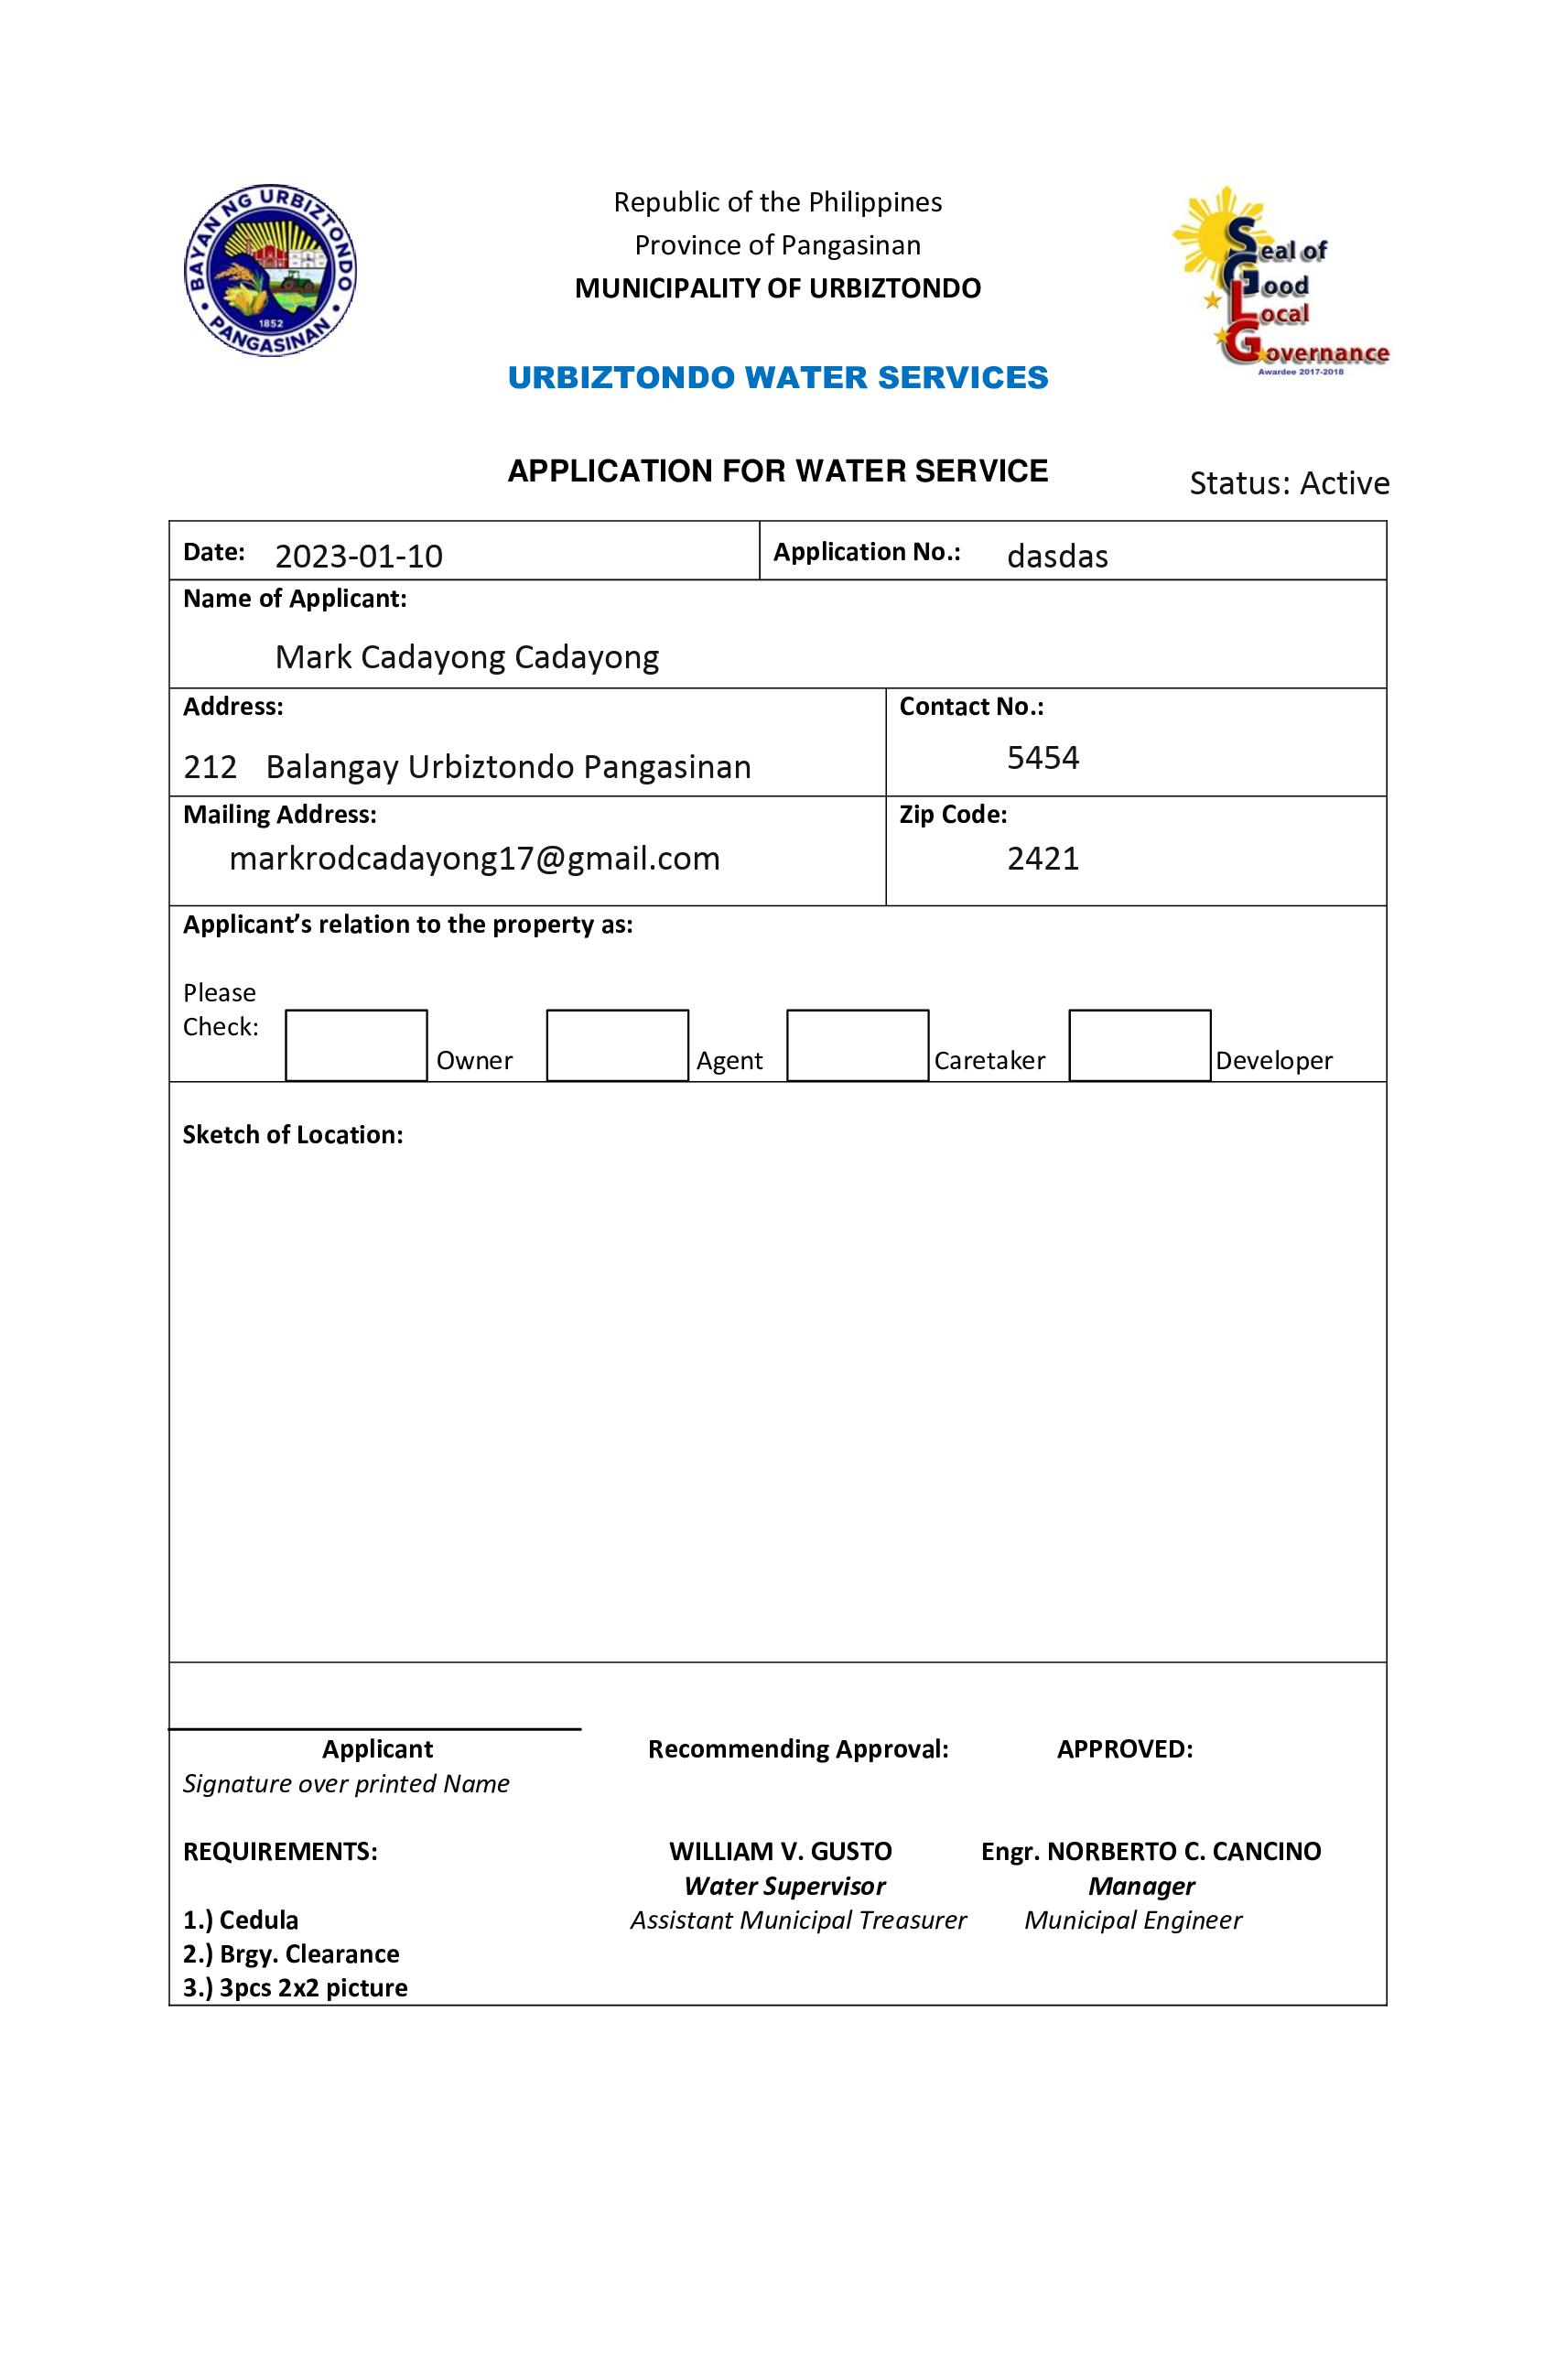 BAYAN NG URBIZTONDO
1852
PANGASINAN
Republic of the Philippines
Province of Pangasinan
MUNICIPALITY OF URBIZTONDO
Seal of
Good
Local
Governance
Awardee 2017-2018
URBIZTONDO WATER SERVICES
APPLICATION FOR WATER SERVICE
Status: Active
Date: 2023-01-10 Application No.: dasdas
Name of Applicant:
Mark Cadayong Cadayong
Address: Contact No.:
212 Balangay Urbiztondo Pangasinan 5454
Mailing Address: Zip Code:
markrodcadayong17@gmail.com 2421
Applicant’s relation to the property as:
Please
Check:
Owner Agent Caretaker Developer
Sketch of Location:
Applicant Recommending Approval: APPROVED:
Signature over printed Name
REQUIREMENTS: WILLIAM V. GUSTO Engr. NORBERTO C. CANCINO
Water Supervisor Manager
1.) Cedula Assistant Municipal Treasurer Municipal Engineer
2.) Brgy. Clearance
3.) 3pcs 2x2 picture